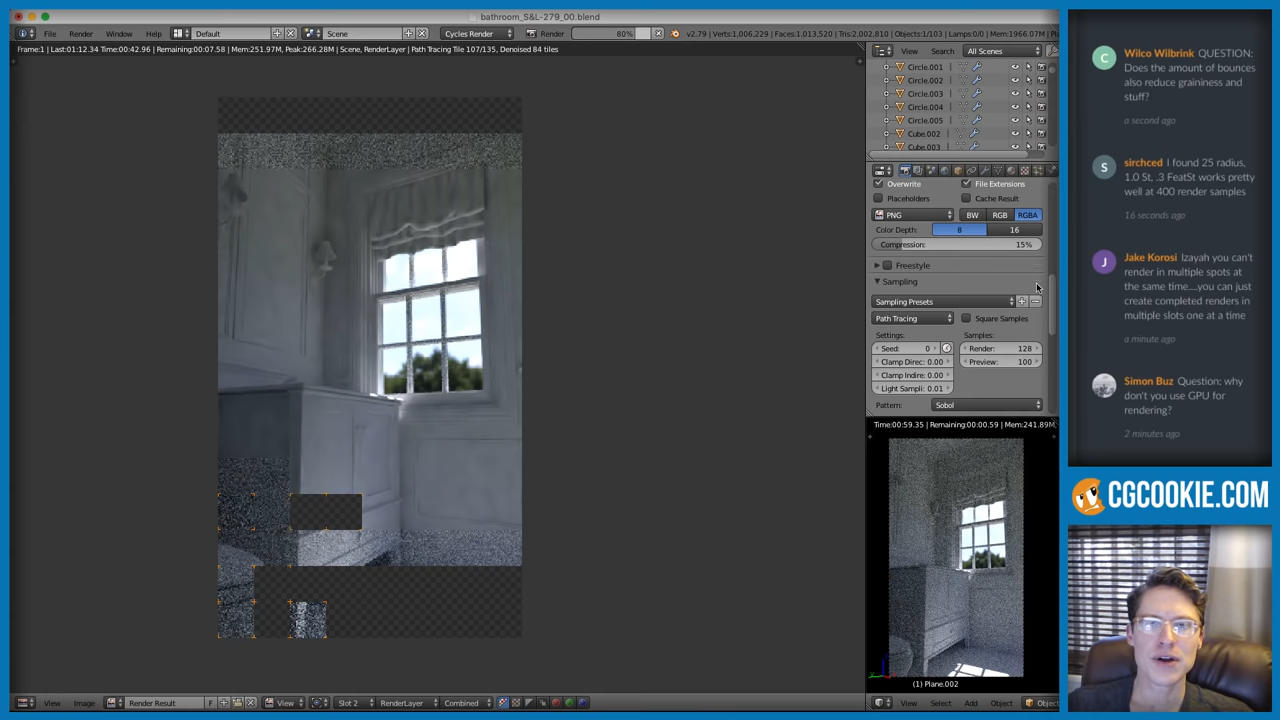 bathroom_S&L-279_00.blend
File Render Window Help Default Scene Cycles Render Render 80% v2.79 | Verts:1,006,229 | Faces:1,013,520 | Tris:2,002,810 | Objects:1/103 | Lamps:0/0 | Mem:1966.07M
Frame:1 | Last:01:12.34 Time:00:42.96 | Remaining:00:07.58 | Mem:251.97M, Peak:266.28M | Scene, RenderLayer | Path Tracing Tile 107/135, Denoised 84 tiles
View Search All Scenes
Circle.001
Circle.002
Circle.003
Circle.004
Circle.005
Cube.002
Cube.003
Overwrite File Extensions
Placeholders Cache Result
PNG BW RGB RGBA
Color Depth: 8 16
Compression: 15%
Freestyle
Sampling
Sampling Presets
Path Tracing Square Samples
Settings: Samples:
Seed: 0 Render: 128
Clamp Direc: 0.00 Preview: 100
Clamp Indire: 0.00
Light Sampli: 0.01
Pattern: Sobol
Time:00:59.35 | Remaining:00:00.59 | Mem:241.89M
(1) Plane.002
View Image Render Result F View Slot 2 RenderLayer Combined
View Select Add Object Object
C
Wilco Wilbrink QUESTION:
Does the amount of bounces
also reduce graininess and
stuff?
a second ago
S
sirchced I found 25 radius,
1.0 St, .3 FeatSt works pretty
well at 400 render samples
16 seconds ago
J
Jake Korosi Izayah you can't
render in multiple spots at
the same time....you can just
create completed renders in
multiple slots one at a time
a minute ago
Simon Buz Question: why
don't you use GPU for
rendering?
2 minutes ago
CGCOOKIE.COM